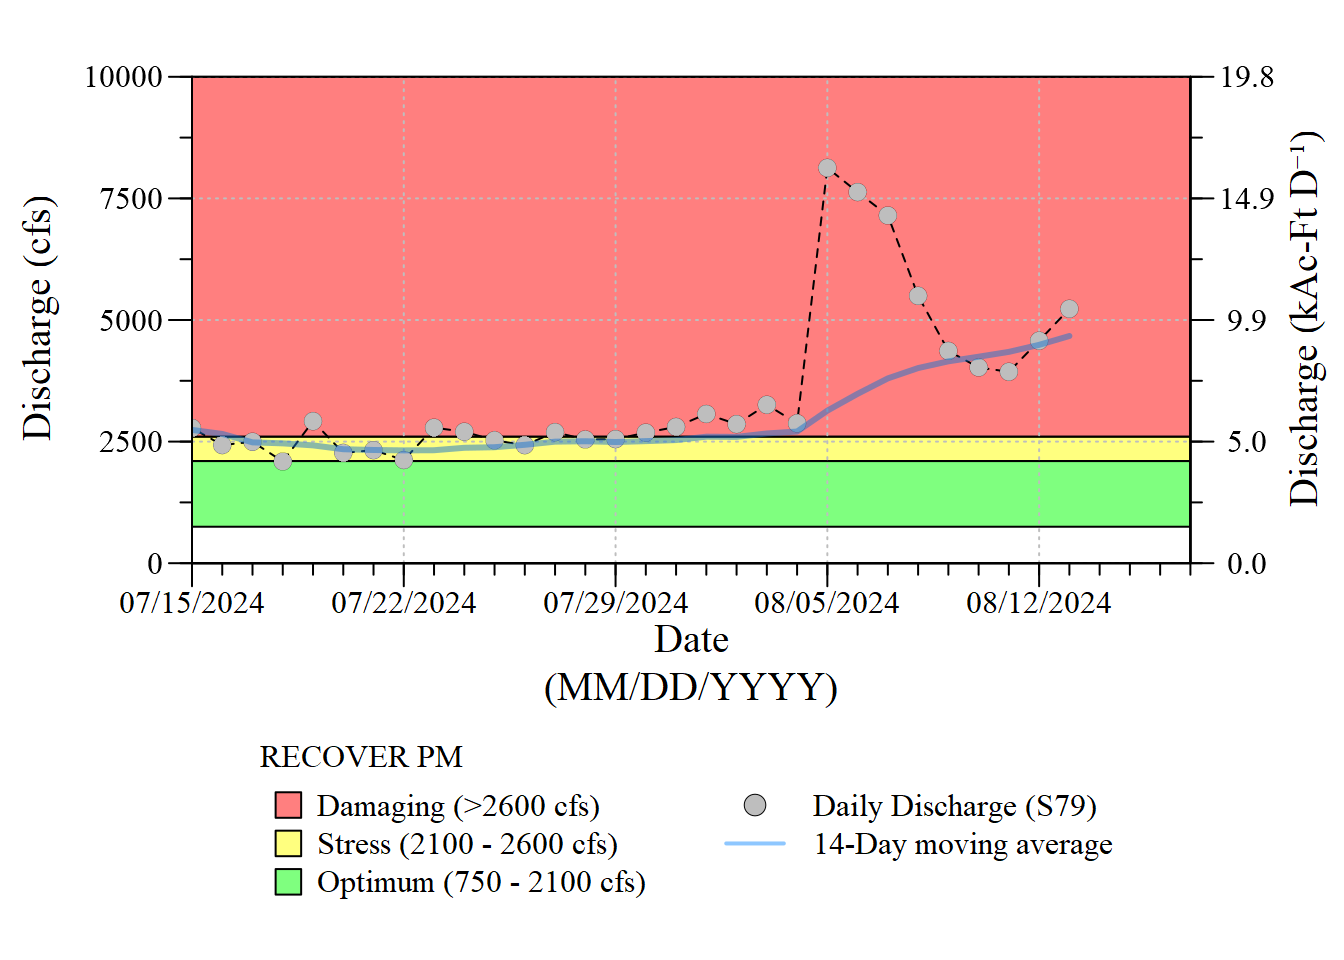 10000
7500
5000
2500
0
Discharge (cfs)
19.8
14.9
9.9
5.0
0.0
Discharge (kAc-Ft D⁻¹)
07/15/2024 07/22/2024 07/29/2024 08/05/2024 08/12/2024
Date
(MM/DD/YYYY)
RECOVER PM
Damaging (>2600 cfs)
Stress (2100 - 2600 cfs)
Optimum (750 - 2100 cfs)
Daily Discharge (S79)
14-Day moving average